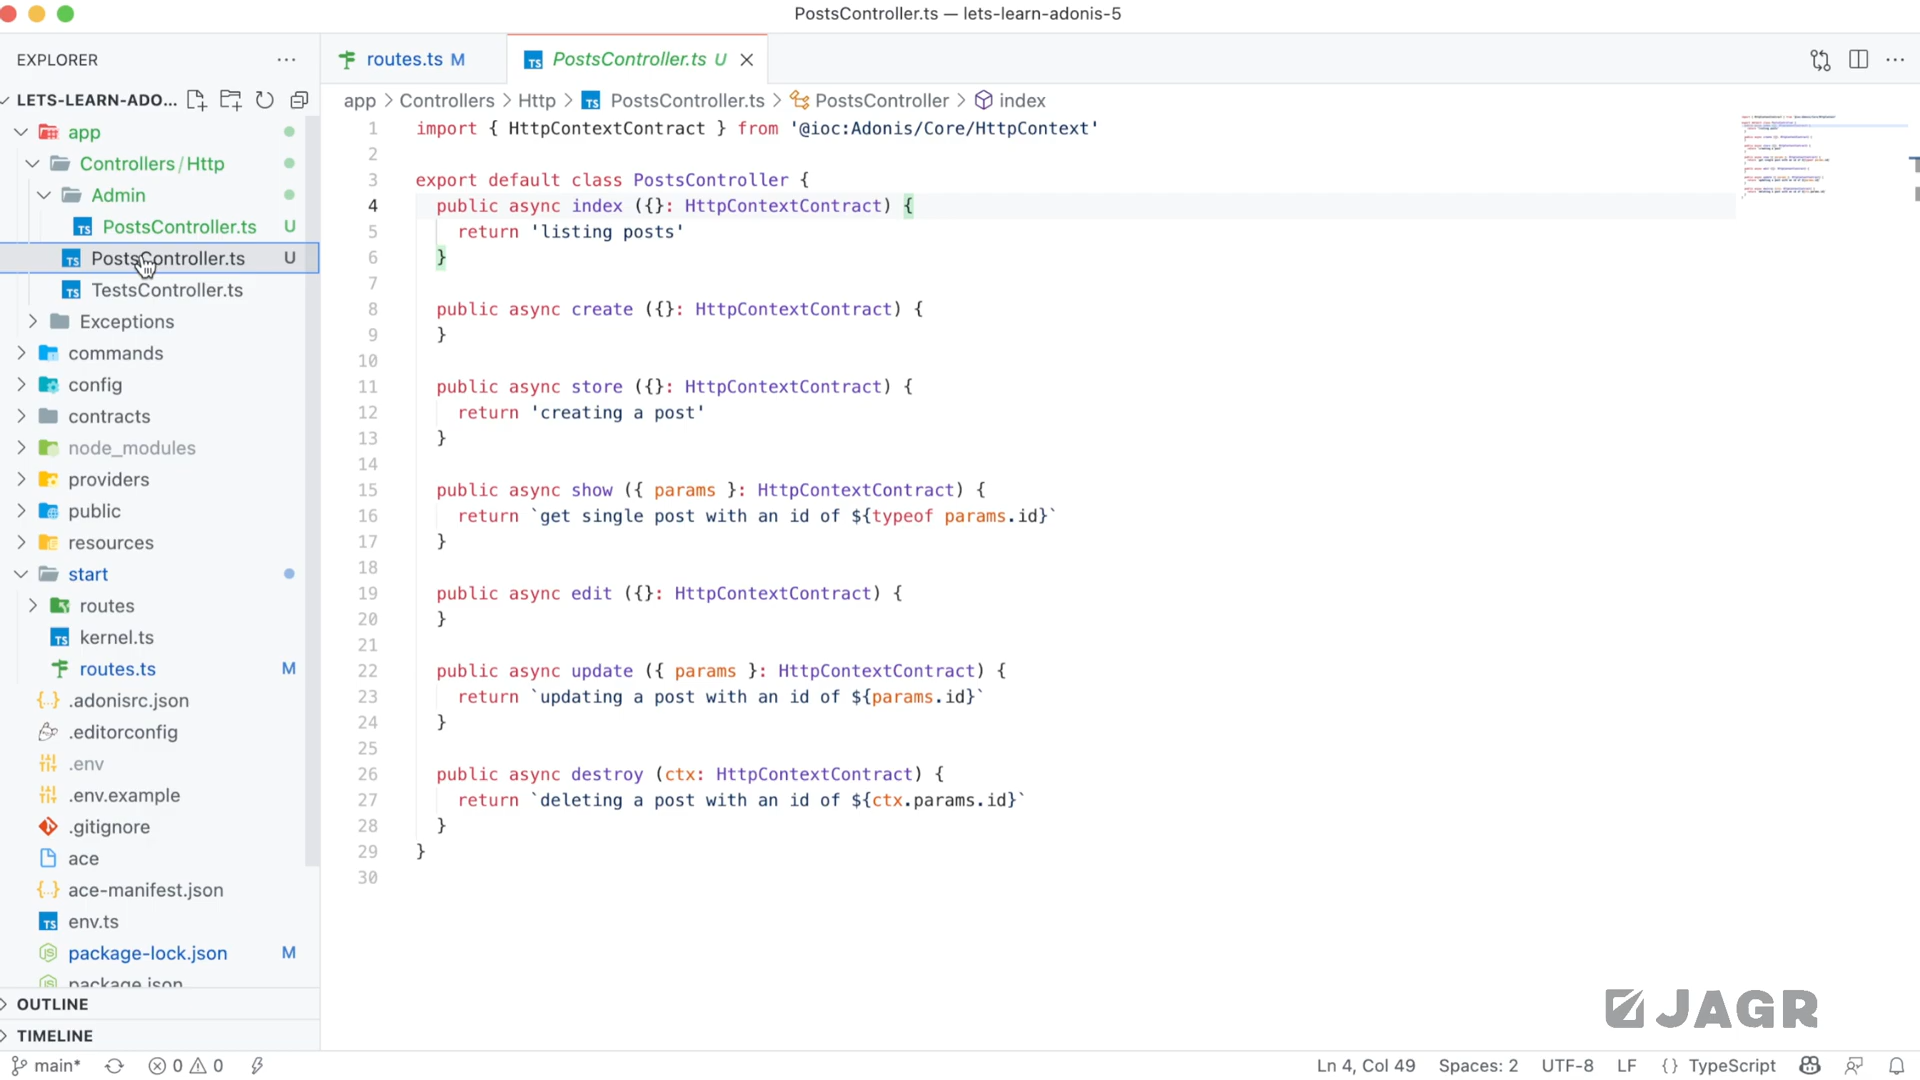 PostsController.ts — lets-learn-adonis-5
EXPLORER
LETS-LEARN-ADO...
app
Controllers/Http
Admin
PostsController.ts U
PostsController.ts U
TestsController.ts
Exceptions
commands
config
contracts
node_modules
providers
public
resources
start
routes
kernel.ts
routes.ts M
.adonisrc.json
.editorconfig
.env
.env.example
.gitignore
ace
ace-manifest.json
env.ts
package-lock.json M
package.json
OUTLINE
TIMELINE
routes.ts M
PostsController.ts U
app > Controllers > Http > TS PostsController.ts > PostsController > index
1 import { HttpContextContract } from '@ioc:Adonis/Core/HttpContext'
2
3 export default class PostsController {
4 public async index ({}: HttpContextContract) {
5 return 'listing posts'
6 }
7
8 public async create ({}: HttpContextContract) {
9 }
10
11 public async store ({}: HttpContextContract) {
12 return 'creating a post'
13 }
14
15 public async show ({ params }: HttpContextContract) {
16 return `get single post with an id of ${typeof params.id}`
17 }
18
19 public async edit ({}: HttpContextContract) {
20 }
21
22 public async update ({ params }: HttpContextContract) {
23 return `updating a post with an id of ${params.id}`
24 }
25
26 public async destroy (ctx: HttpContextContract) {
27 return `deleting a post with an id of ${ctx.params.id}`
28 }
29 }
30
JAGR
main* 0 0
Ln 4, Col 49 Spaces: 2 UTF-8 LF {} TypeScript